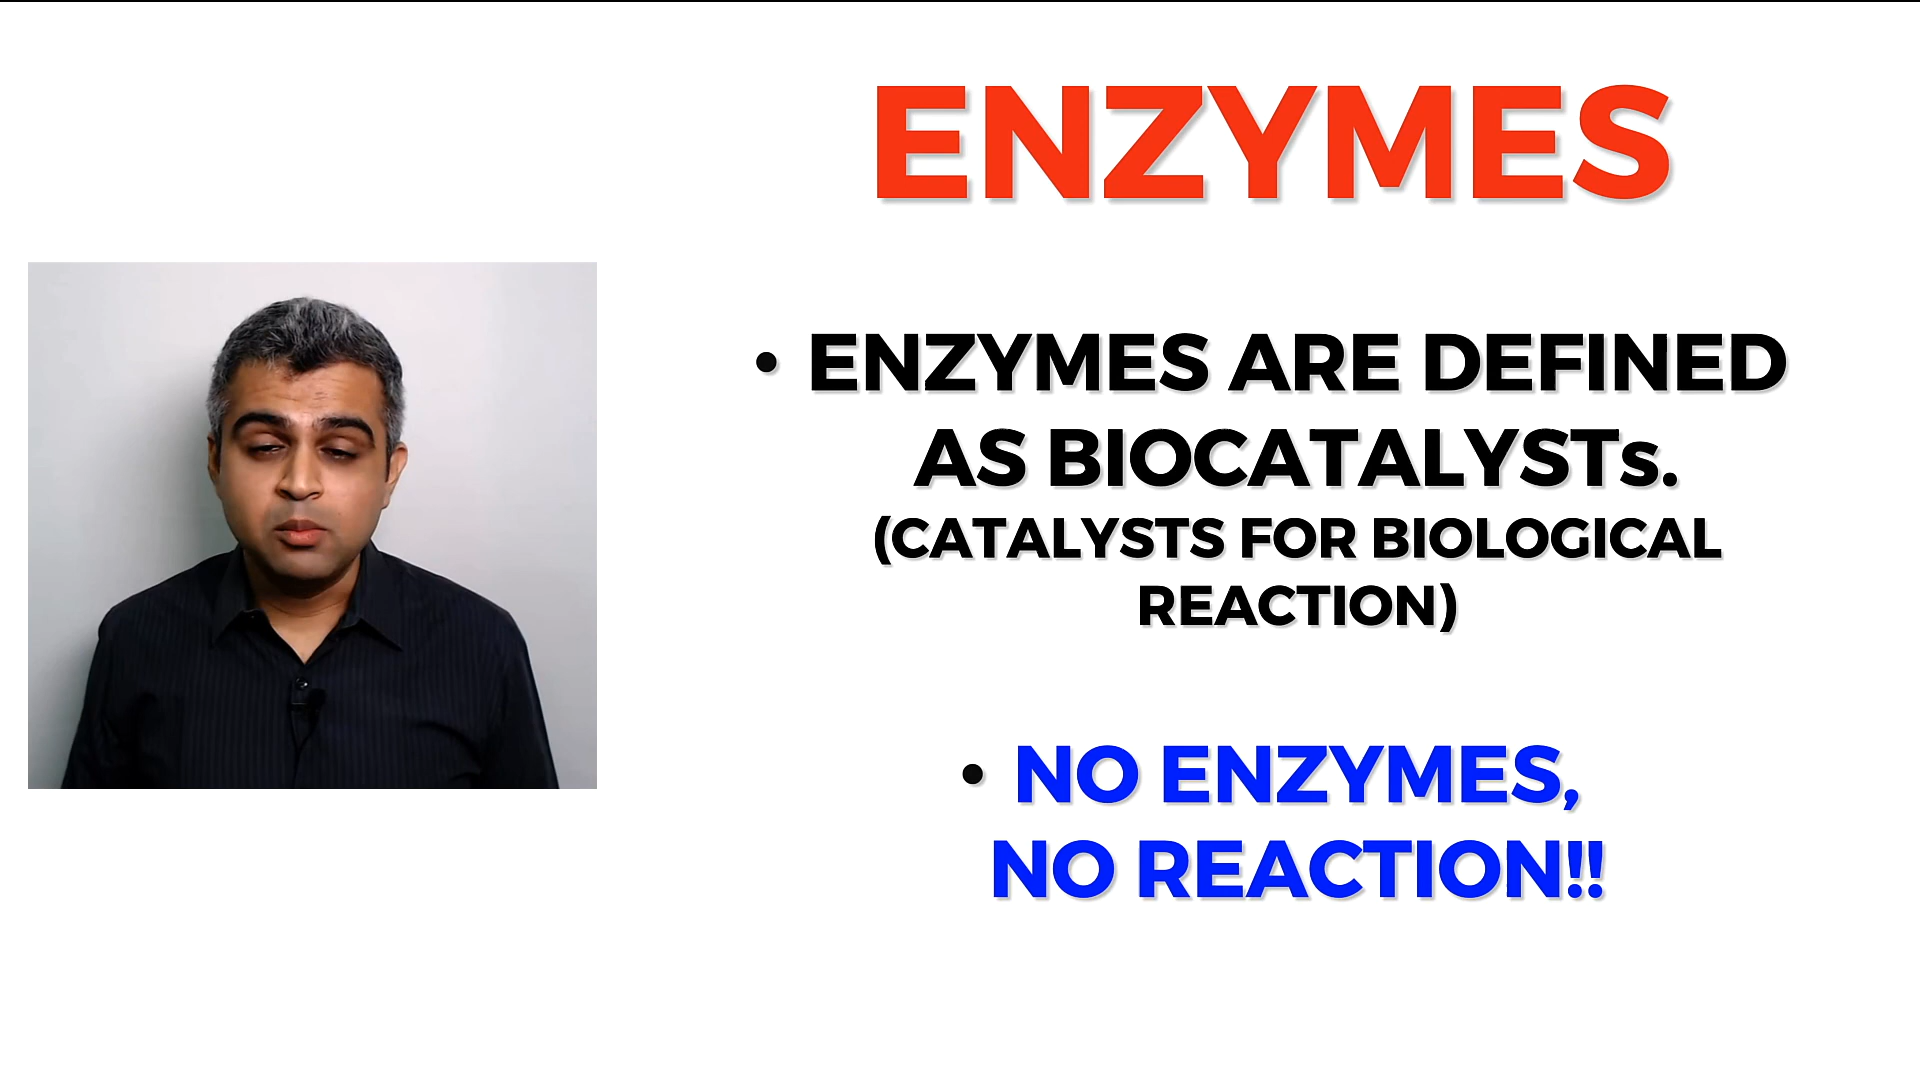 ENZYMES
• ENZYMES ARE DEFINED
AS BIOCATALYSTs.
(CATALYSTS FOR BIOLOGICAL
REACTION)
• NO ENZYMES,
NO REACTION!!